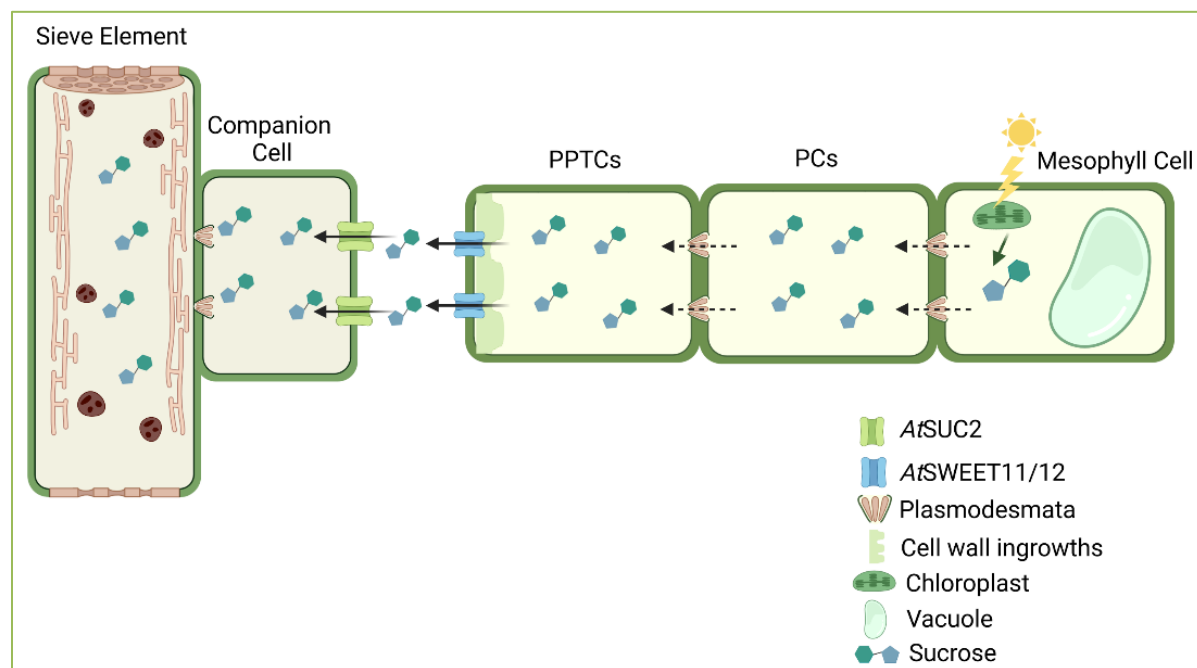 Sieve Element
Companion
Cell
PPTCs
PCs
Mesophyll Cell
AtSUC2
AtSWEET11/12
Plasmodesmata
Cell wall ingrowths
Chloroplast
Vacuole
Sucrose